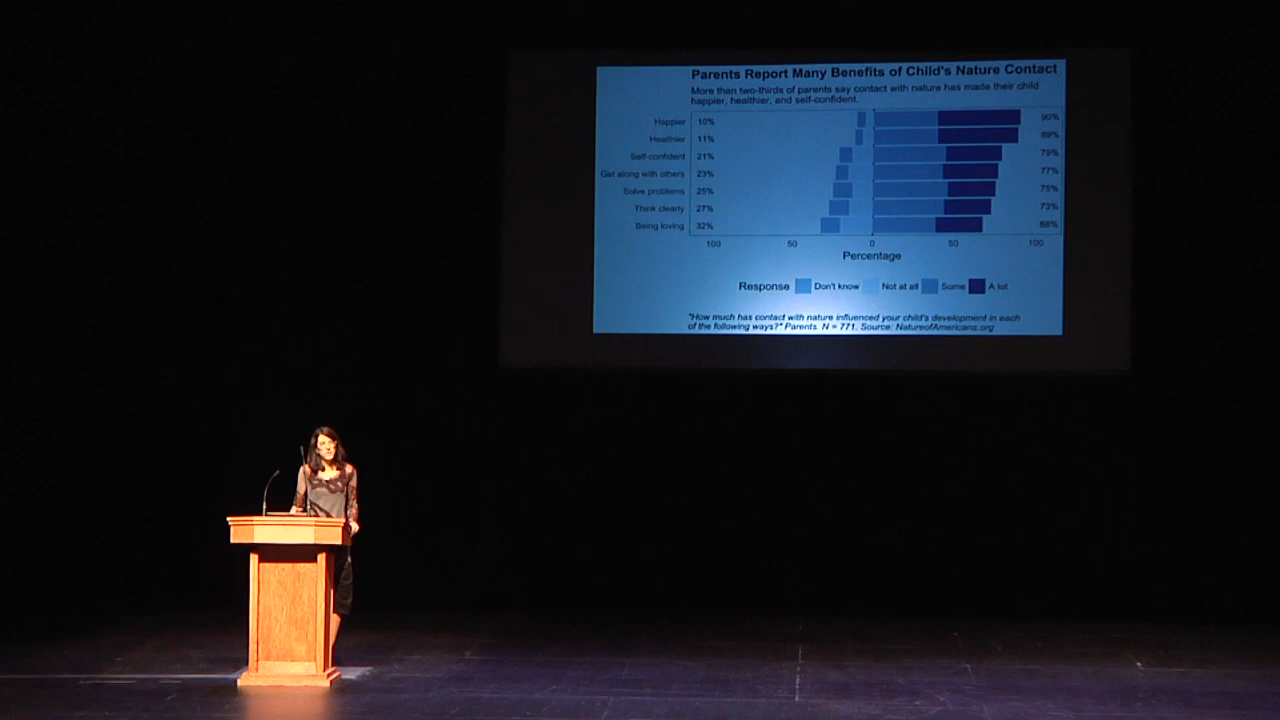 Parents Report Many Benefits of Child's Nature Contact
More than two-thirds of parents say contact with nature has made their child
happier, healthier, and self-confident.
Happier 10% 90%
Healthier 11% 89%
Self-confident 21% 79%
Get along with others 23% 77%
Solve problems 25% 75%
Think clearly 27% 73%
Being loving 32% 68%
100 50 0 50 100
Percentage
Response Don't know Not at all Some A lot
"How much has contact with nature influenced your child's development in each
of the following ways?" Parents. N = 771. Source: NatureofAmericans.org